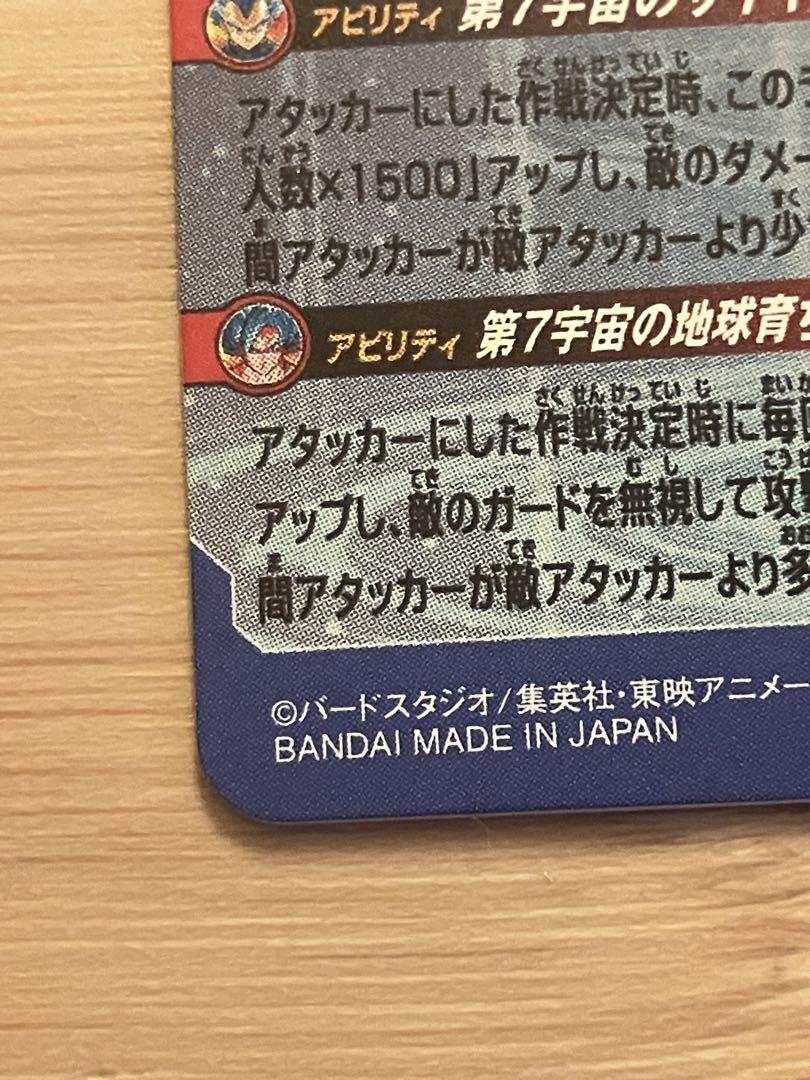 アビリティ 第7宇宙のサイ
アタッカーにした作戦決定時、この
人数×1500」アップし、敵のダメー
間アタッカーが敵アタッカーより少
アビリティ 第7宇宙の地球育ち
アタッカーにした作戦決定時に毎回
アップし、敵のガードを無視して攻撃
間アタッカーが敵アタッカーより多
©バードスタジオ/集英社・東映アニメー
BANDAI MADE IN JAPAN